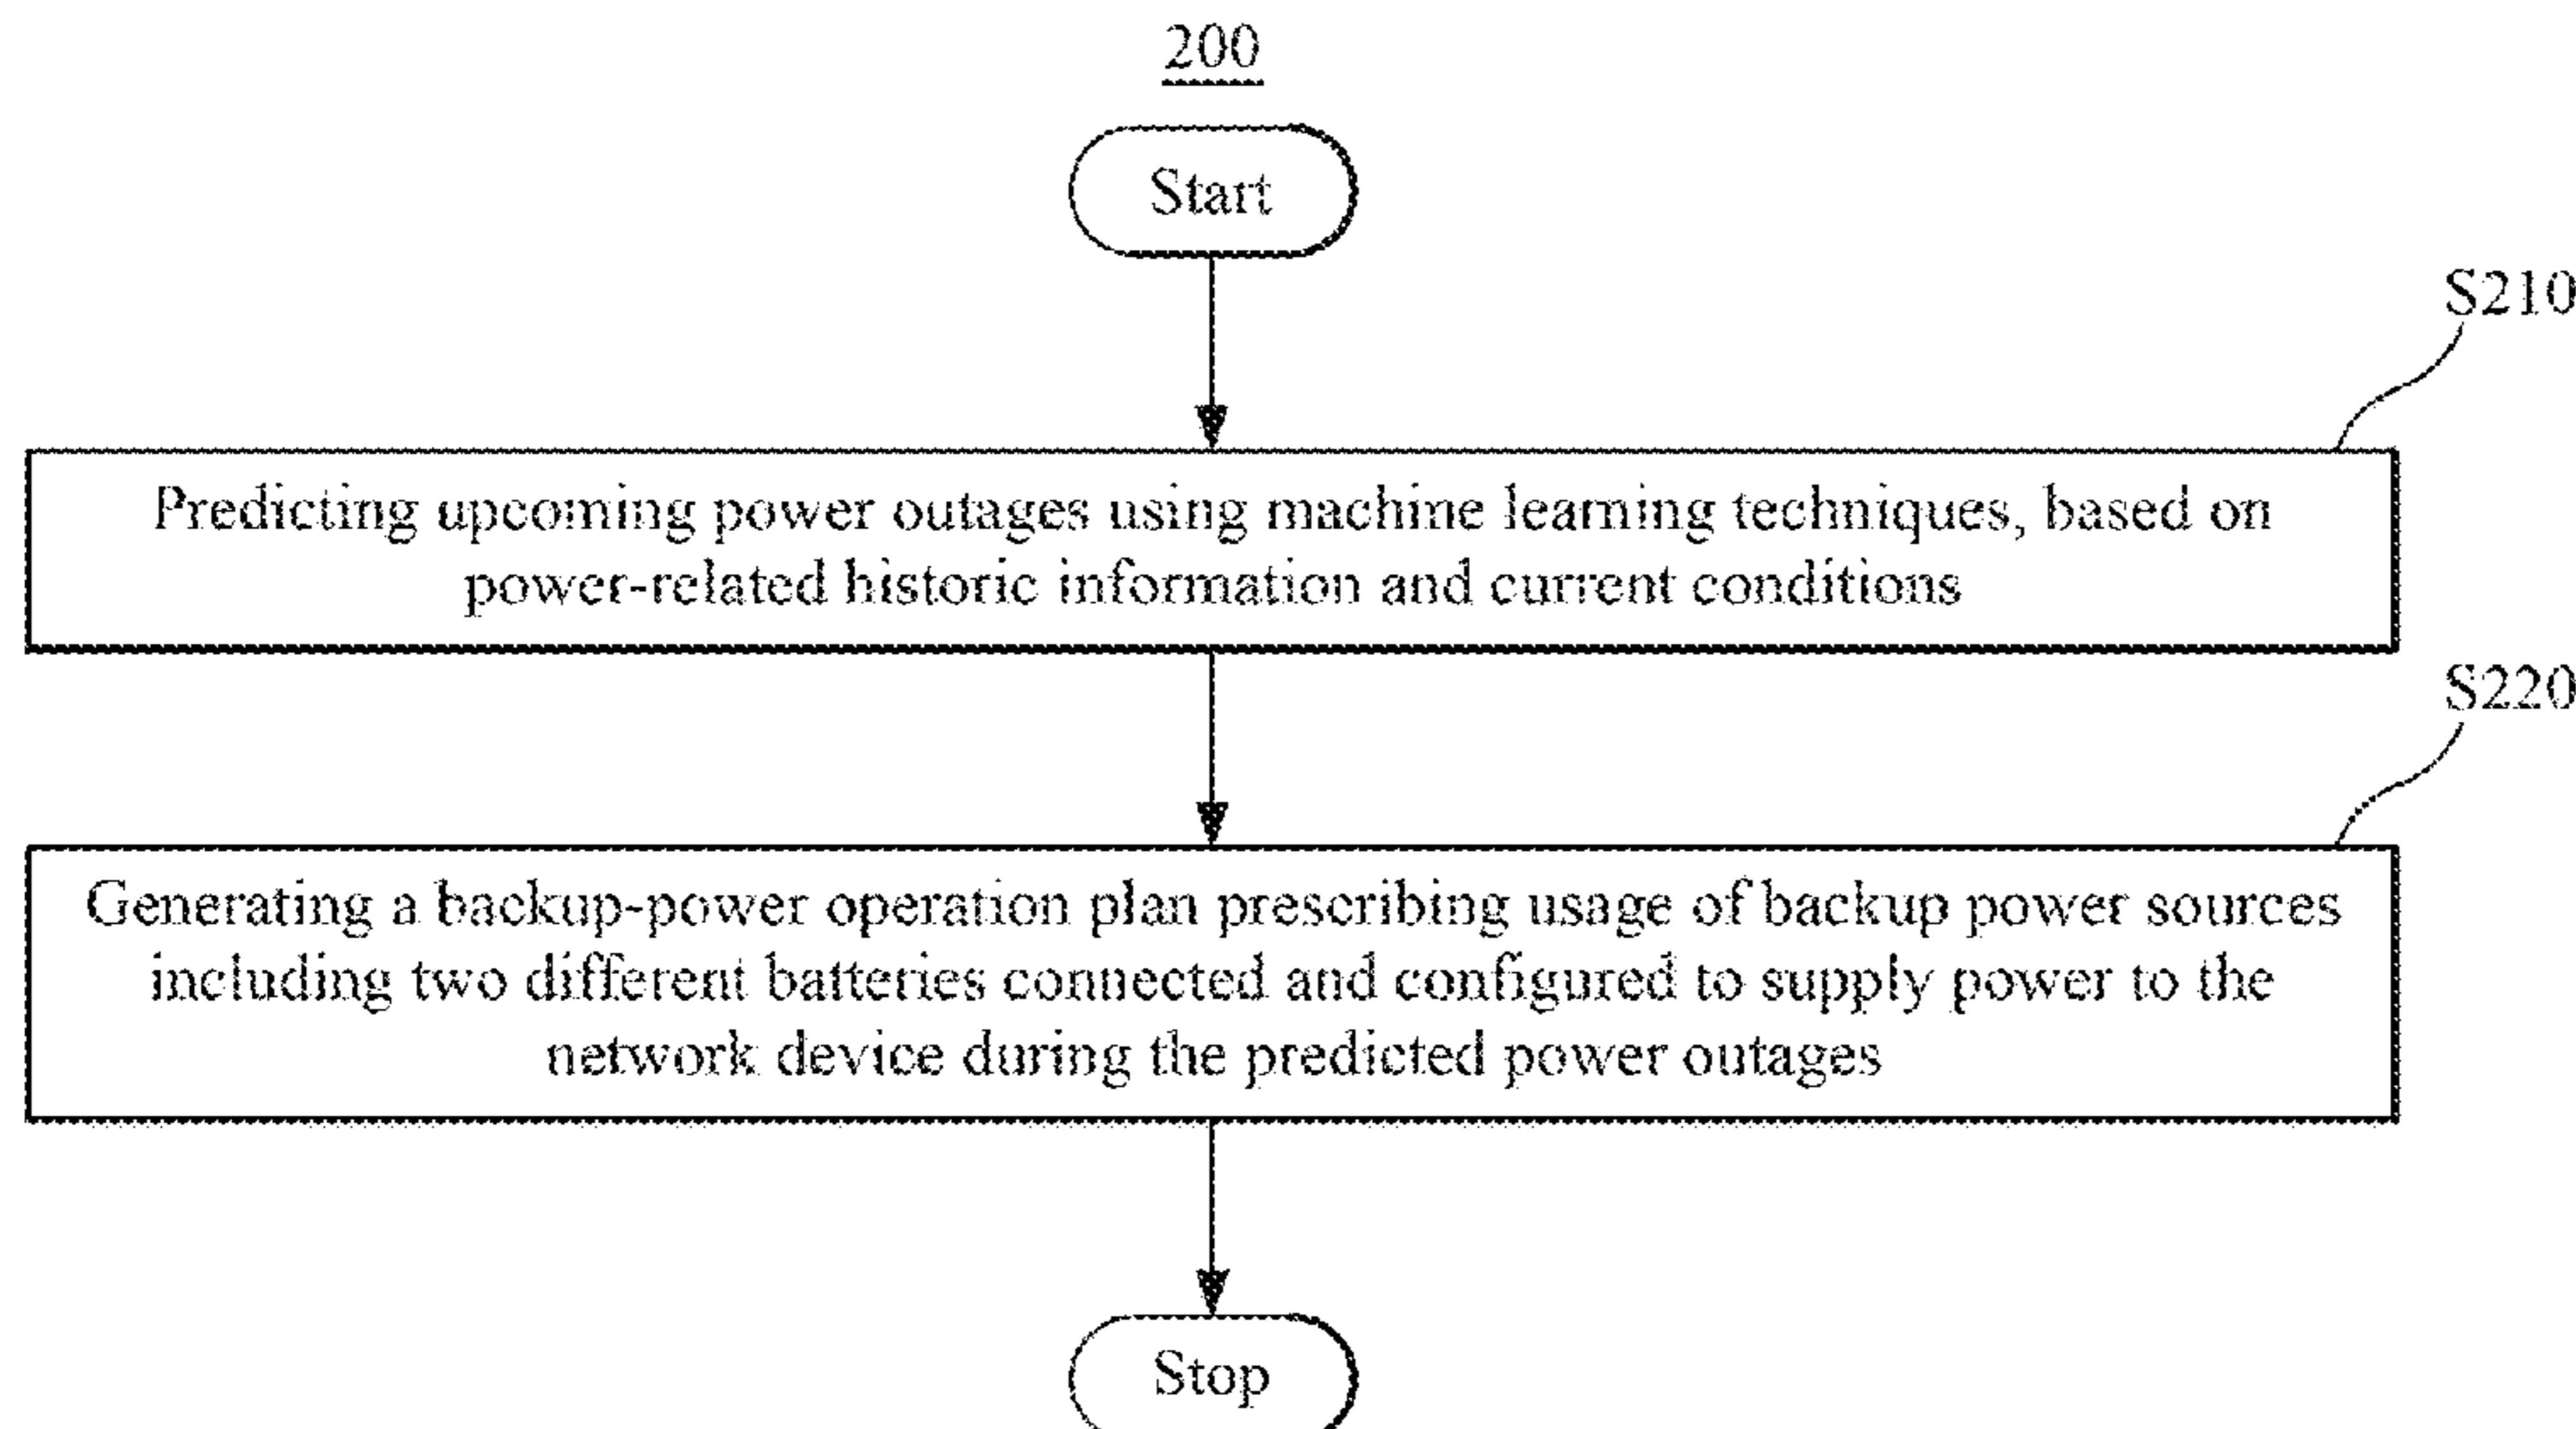 200
Start
S210
Predicting upcoming power outages using machine learning techniques, based on
power-related historic information and current conditions
S220
Generating a backup-power operation plan prescribing usage of backup power sources
including two different batteries connected and configured to supply power to the
network device during the predicted power outages
Stop